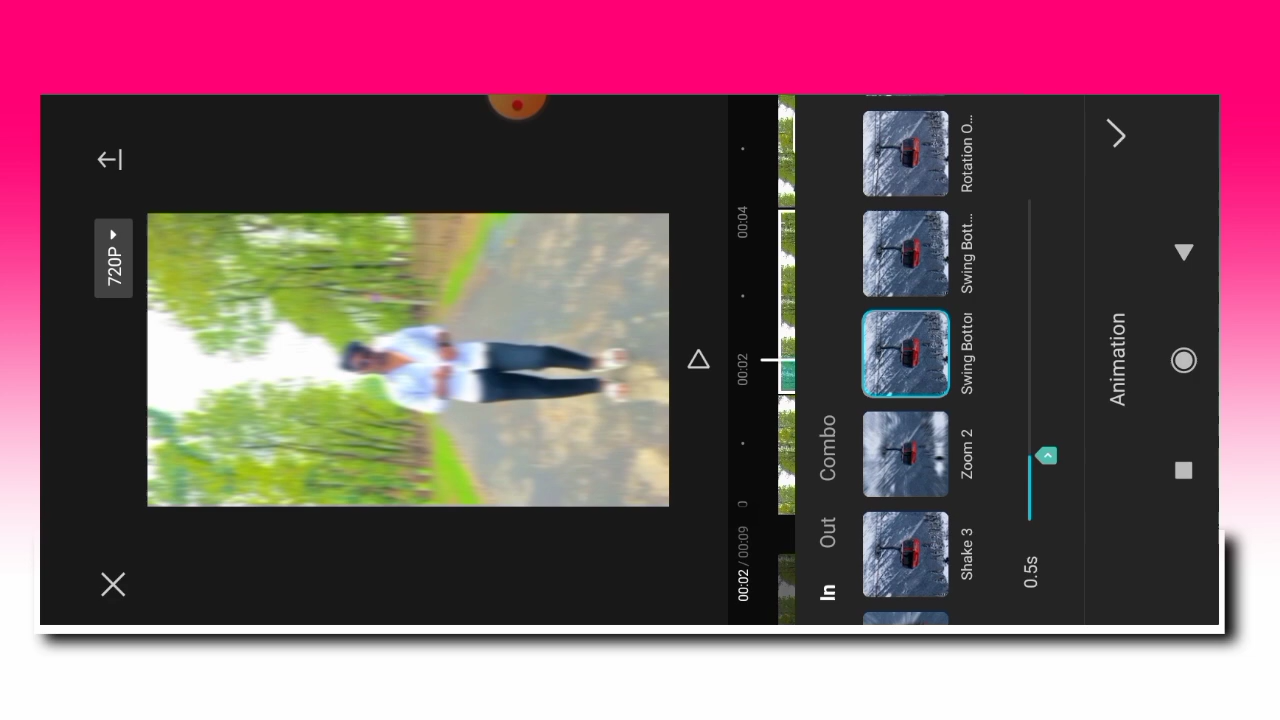 720P
00:02 / 00:09
0
00:02
00:04
In
Out
Combo
Shake 3
Zoom 2
Swing Bottor
Swing Bott...
Rotation O...
0.5s
Animation